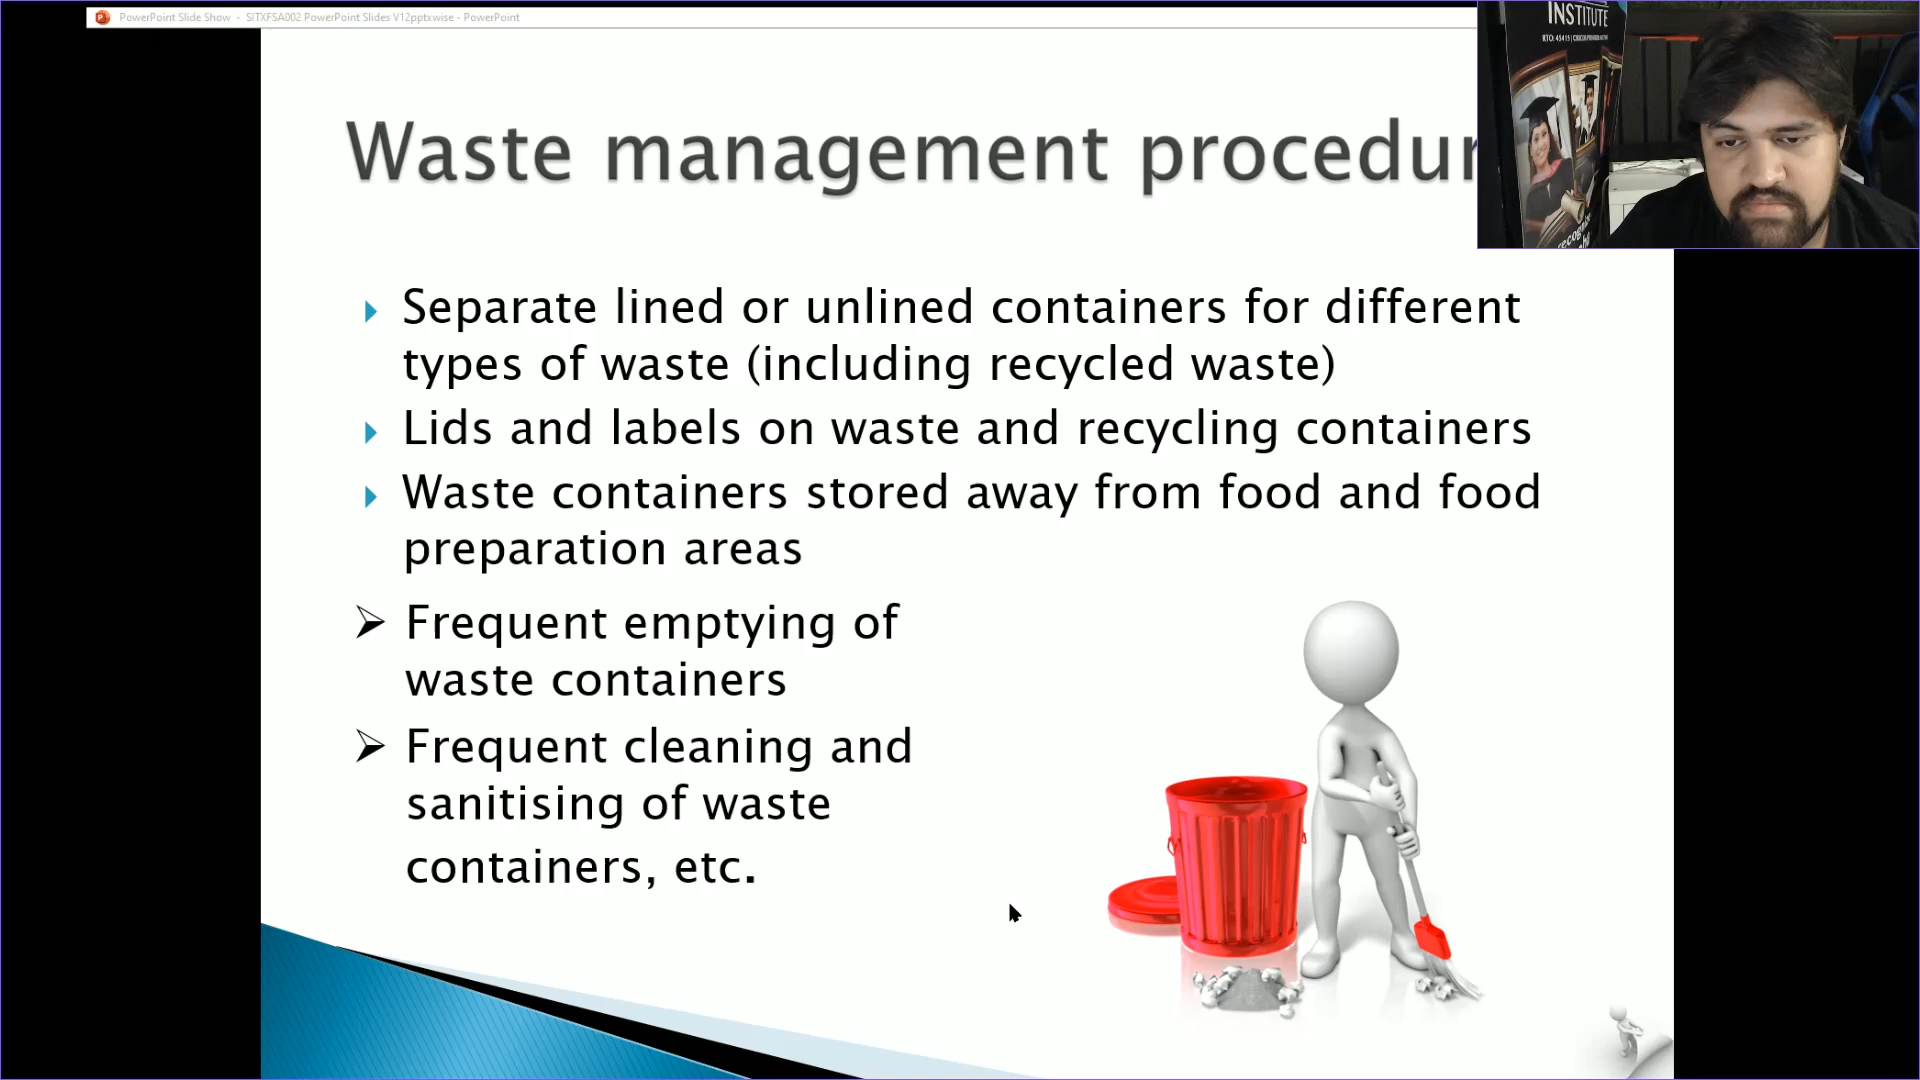 PowerPoint Slide Show - SITXFSA002 PowerPoint Slides V12pptxwise - PowerPoint
INSTITUTE
Waste management procedur
Separate lined or unlined containers for different
types of waste (including recycled waste)
Lids and labels on waste and recycling containers
Waste containers stored away from food and food
preparation areas
Frequent emptying of
waste containers
Frequent cleaning and
sanitising of waste
containers, etc.